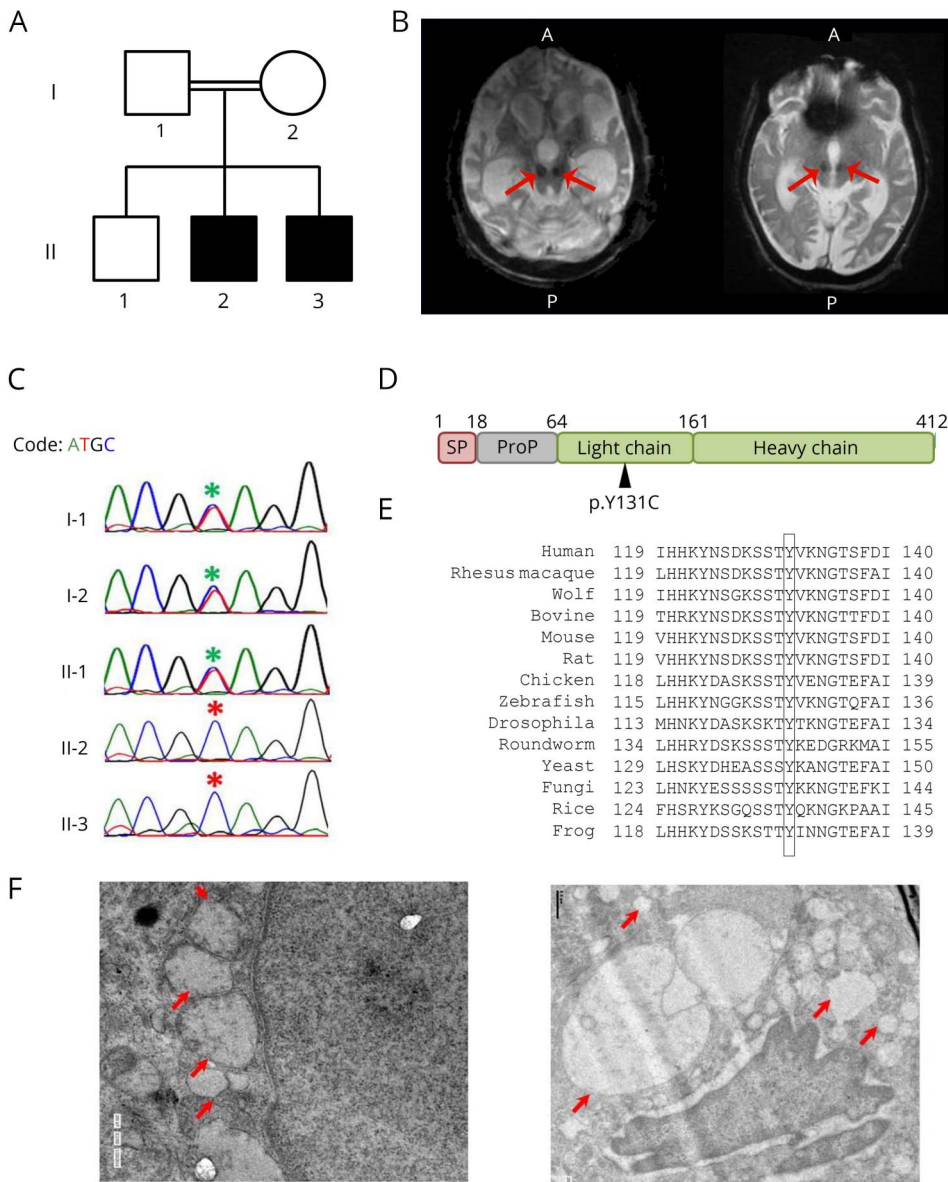 A
I
1
2
II
1
2
3
B
A
A
P
P
C
Code: ATGC
I-1
*
I-2
*
II-1
*
II-2
*
II-3
*
D
1 18 64 161 412
SP ProP Light chain Heavy chain
p.Y131C
E
Human 119 IHHKYNSDKSSTYVKNGTSFDI 140
Rhesus macaque 119 LHHKYNSDKSSTYVKNGTSFAI 140
Wolf 119 IHHKYNSGKSSTYVKNGTSFDI 140
Bovine 119 THRKYNSDKSSTYVKNGTTFDI 140
Mouse 119 VHHKYNSDKSSTYVKNGTSFDI 140
Rat 119 VHHKYNSDKSSTYVKNGTSFDI 140
Chicken 118 LHHKYDASKSSTYVENGTEFAI 139
Zebrafish 115 LHHKYNGGKSSTYVKNGTQFAI 136
Drosophila 113 MHNKYDASKSKTYTKNGTEFAI 134
Roundworm 134 LHHRYDSKSSSTYKEDGRKMAI 155
Yeast 129 LHSKYDHEASSSYKANGTEFAI 150
Fungi 123 LHNKYESSSSSTYKKNGTEFKI 144
Rice 124 FHSRYKSGQSSTYQKNGKPAAI 145
Frog 118 LHHKYDSSKSTTYINNGTEFAI 139
F